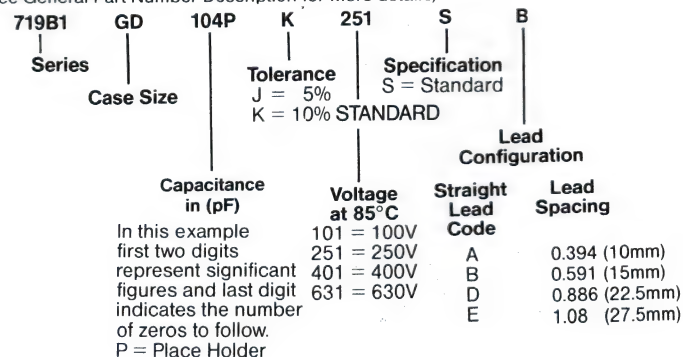 719B1 GD 104P K 251 S B
Series
Case Size
Tolerance
J = 5%
K = 10% STANDARD
Specification
S = Standard
Lead
Configuration
Capacitance
in (pF)
In this example
first two digits
represent significant
figures and last digit
indicates the number
of zeros to follow.
P = Place Holder
Voltage
at 85°C
101 = 100V
251 = 250V
401 = 400V
631 = 630V
Straight
Lead
Code
Lead
Spacing
A 0.394 (10mm)
B 0.591 (15mm)
D 0.886 (22.5mm)
E 1.08 (27.5mm)